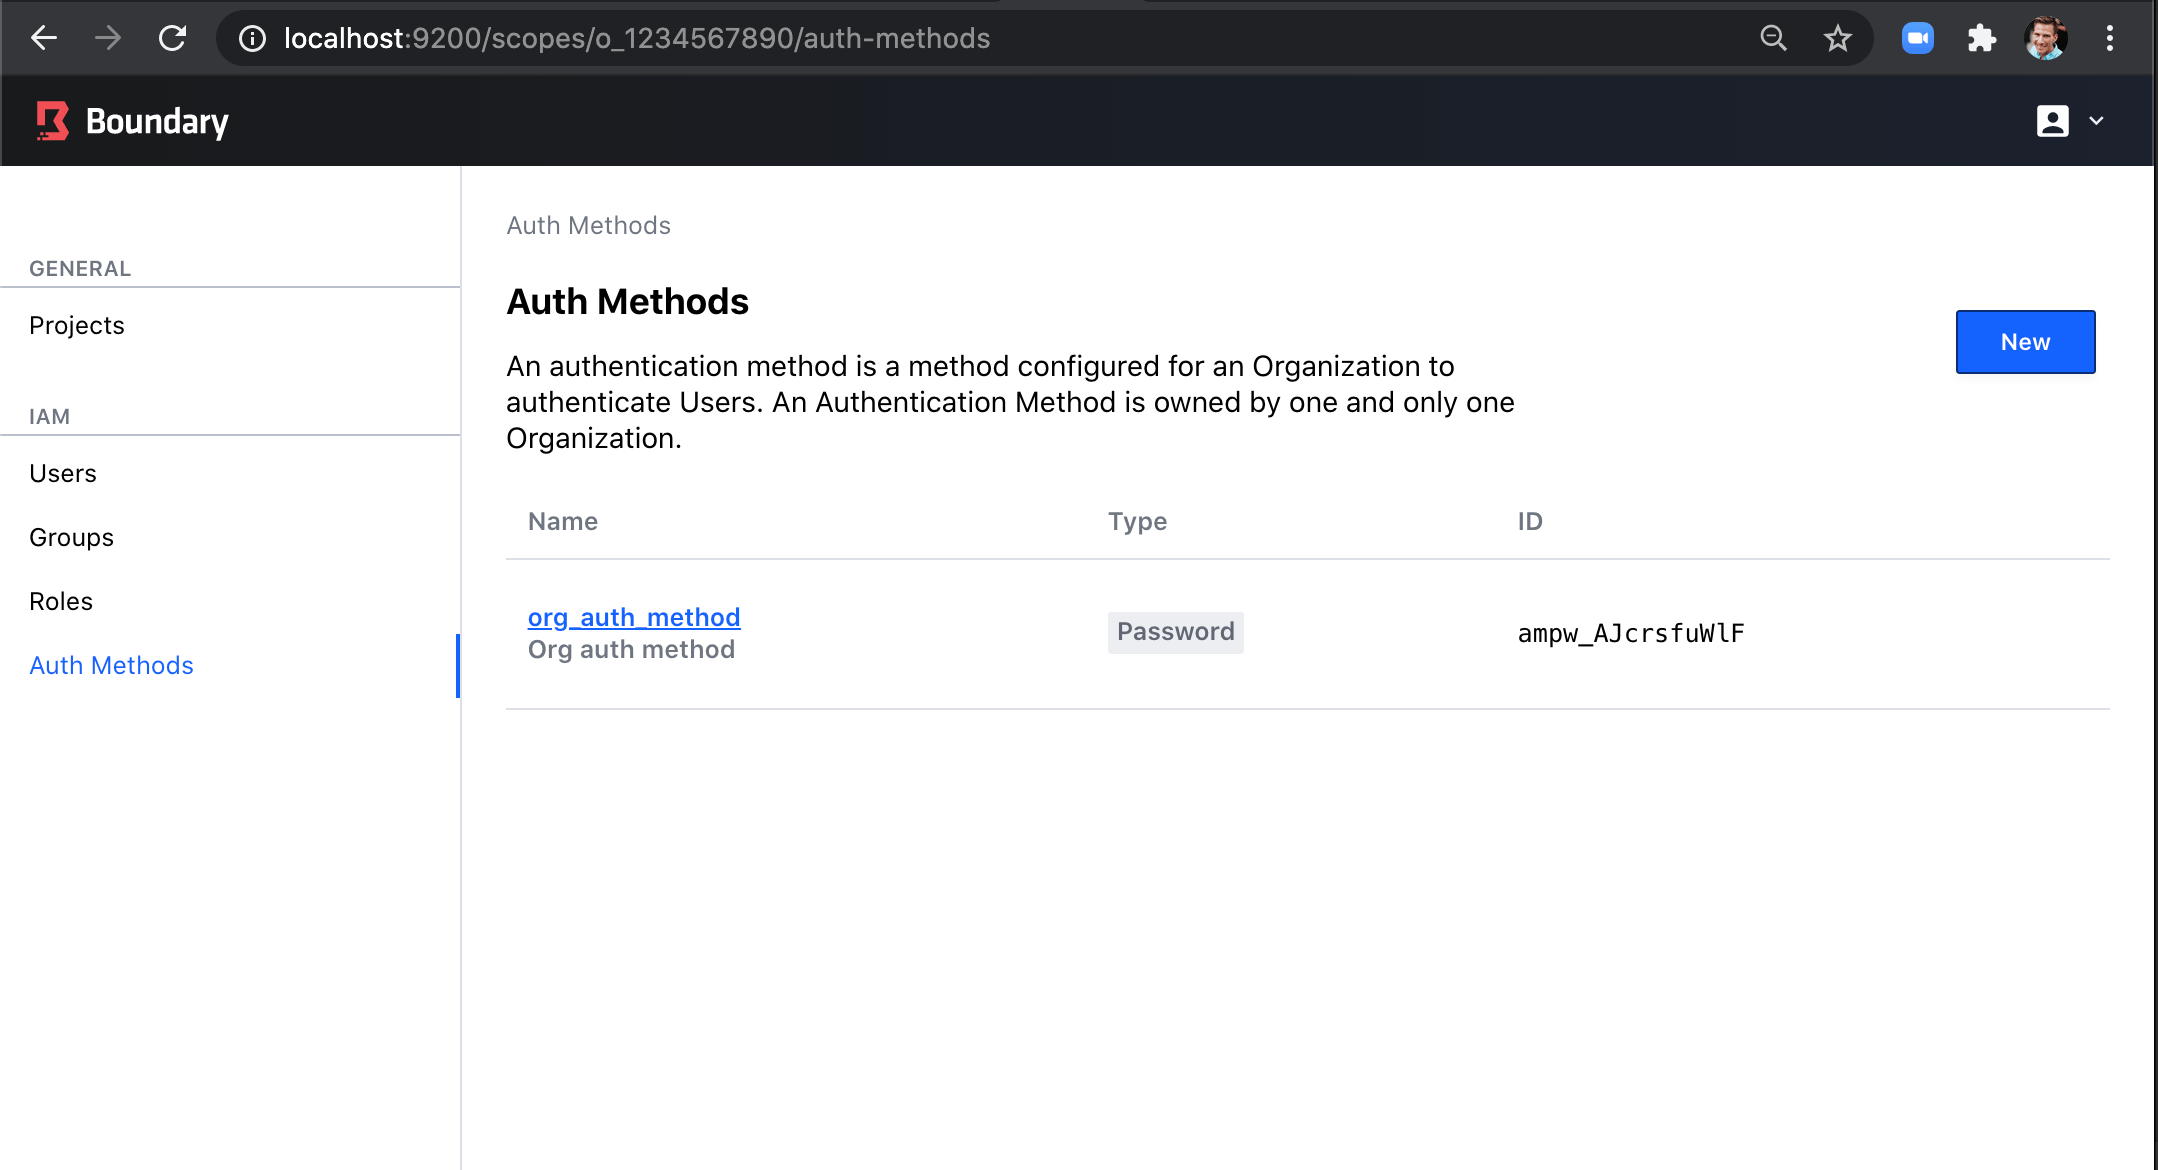 localhost:9200/scopes/o_1234567890/auth-methods
Boundary
GENERAL
Projects
IAM
Users
Groups
Roles
Auth Methods
Auth Methods
Auth Methods
New
An authentication method is a method configured for an Organization to
authenticate Users. An Authentication Method is owned by one and only one
Organization.
Name Type ID
org_auth_method
Org auth method
Password
ampw_AJcrsfuWlF